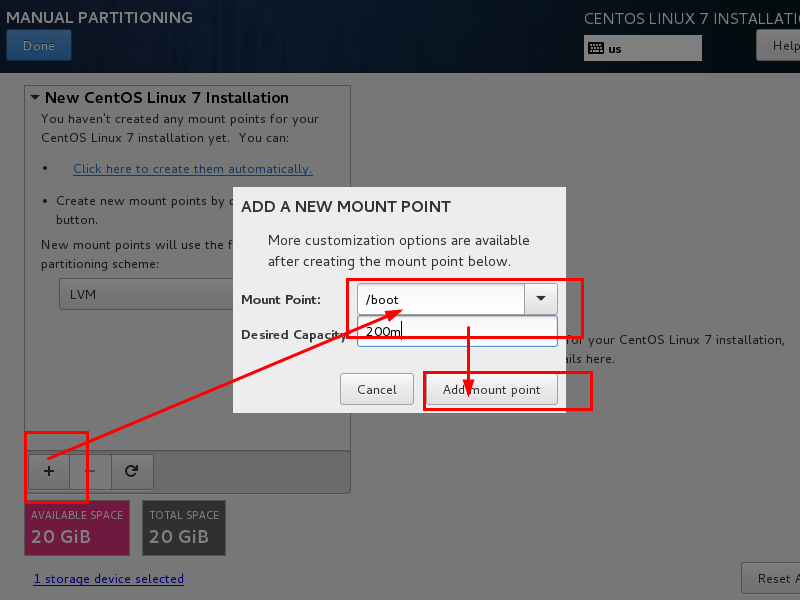 MANUAL PARTITIONING
CENTOS LINUX 7 INSTALLATI
Done
us
Help
New CentOS Linux 7 Installation
You haven't created any mount points for your
CentOS Linux 7 installation yet. You can:
• Click here to create them automatically.
• Create new mount points by
button.
New mount points will use the
partitioning scheme:
LVM
ADD A NEW MOUNT POINT
More customization options are available
after creating the mount point below.
Mount Point:
/boot
Desired Capacity
200m
Cancel
Add mount point
for your CentOS Linux 7 installation,
ails here.
+ - 
AVAILABLE SPACE
20 GiB
TOTAL SPACE
20 GiB
1 storage device selected
Reset A